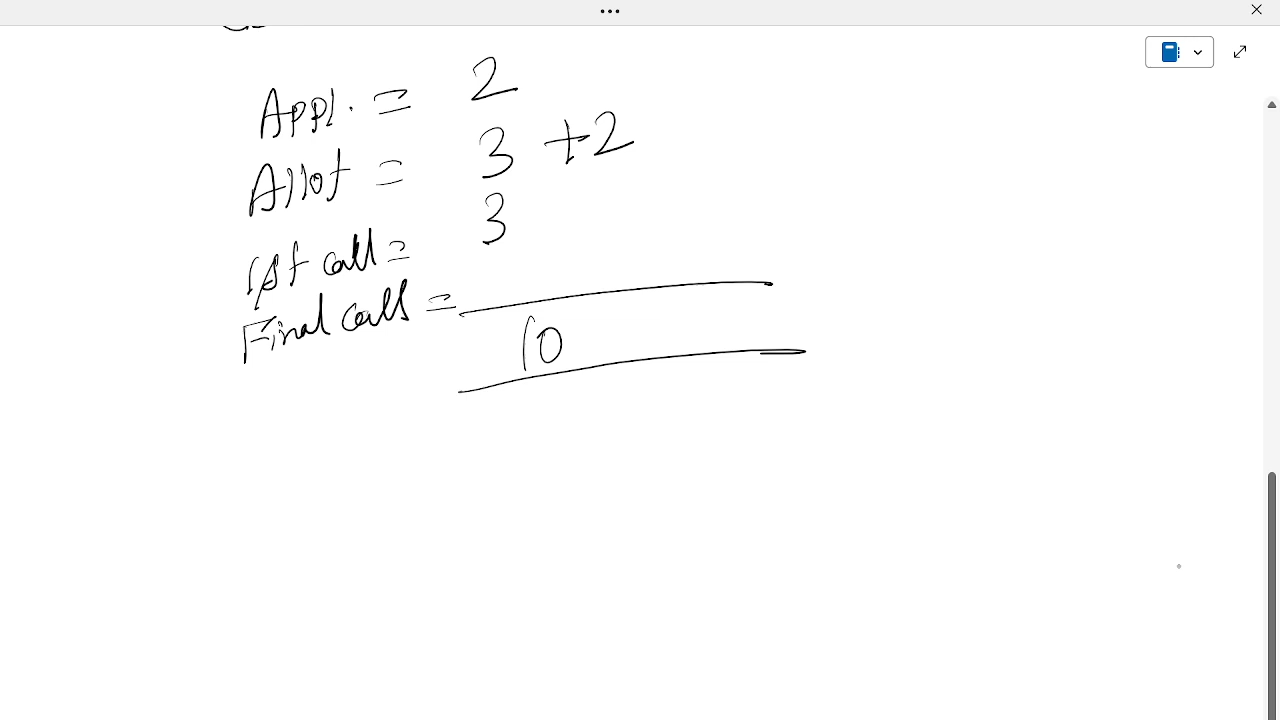 Appl. = 2
Allot = 3 +2
1st call = 3
Final call =
10